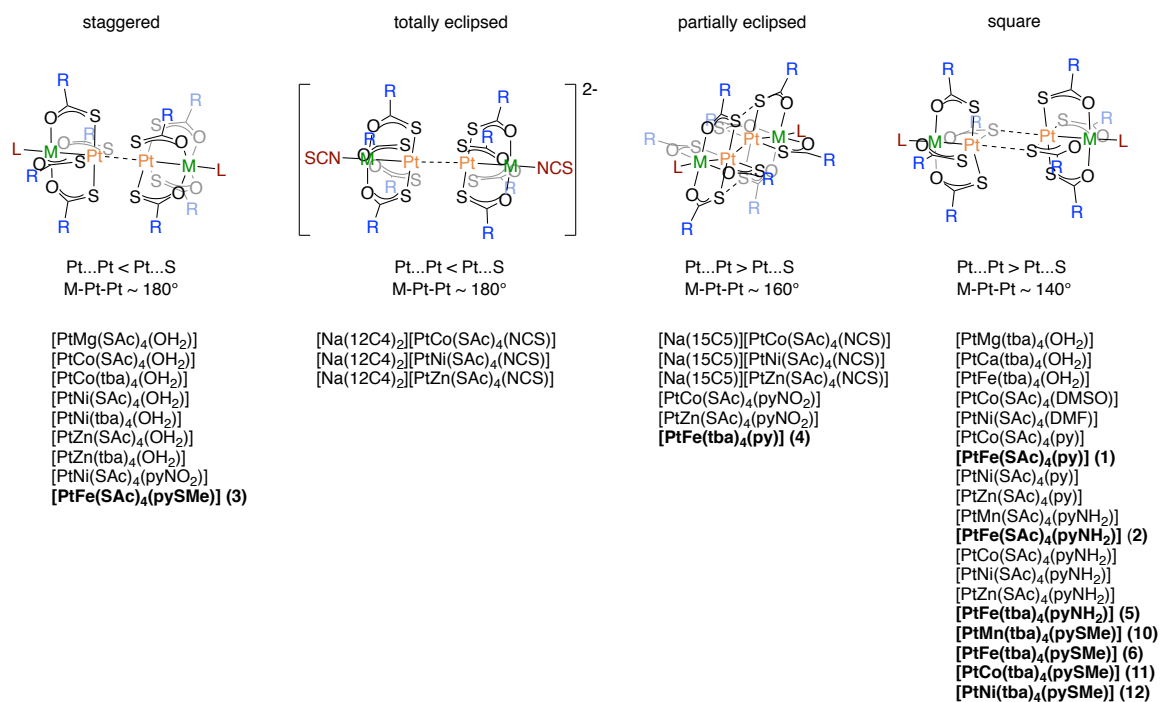 staggered
totally eclipsed
partially eclipsed
square
R
R
R
R
O
S
S
O
O
S
R
S
O
L
M
Pt
Pt
M
L
R
O
S
S
O
O
S
S
O
R
R
2-
R
R
O
S
S
O
R
R
SCN
M
Pt
Pt
M
NCS
O
S
S
O
R
R
O
S
S
O
R
R
R
R
S
O
O
S
R
S
O
M
L
Pt
L
M
Pt
S
R
O
S
R
O
S
O
S
R
R
R
R
O
S
S
O
R
L
M
Pt
S
Pt
M
L
O
S
O
R
O
S
S
O
R
R
Pt...Pt < Pt...S
M-Pt-Pt ~ 180°
Pt...Pt < Pt...S
M-Pt-Pt ~ 180°
Pt...Pt > Pt...S
M-Pt-Pt ~ 160°
Pt...Pt > Pt...S
M-Pt-Pt ~ 140°
[PtMg(SAc)4(OH2)]
[PtCo(SAc)4(OH2)]
[PtCo(tba)4(OH2)]
[PtNi(SAc)4(OH2)]
[PtNi(tba)4(OH2)]
[PtZn(SAc)4(OH2)]
[PtZn(tba)4(OH2)]
[PtNi(SAc)4(pyNO2)]
[PtFe(SAc)4(pySMe)] (3)
[Na(12C4)2][PtCo(SAc)4(NCS)]
[Na(12C4)2][PtNi(SAc)4(NCS)]
[Na(12C4)2][PtZn(SAc)4(NCS)]
[Na(15C5)][PtCo(SAc)4(NCS)]
[Na(15C5)][PtNi(SAc)4(NCS)]
[Na(15C5)][PtZn(SAc)4(NCS)]
[PtCo(SAc)4(pyNO2)]
[PtZn(SAc)4(pyNO2)]
[PtFe(tba)4(py)] (4)
[PtMg(tba)4(OH2)]
[PtCa(tba)4(OH2)]
[PtFe(tba)4(OH2)]
[PtCo(SAc)4(DMSO)]
[PtNi(SAc)4(DMF)]
[PtCo(SAc)4(py)]
[PtFe(SAc)4(py)] (1)
[PtNi(SAc)4(py)]
[PtZn(SAc)4(py)]
[PtMn(SAc)4(pyNH2)]
[PtFe(SAc)4(pyNH2)] (2)
[PtCo(SAc)4(pyNH2)]
[PtNi(SAc)4(pyNH2)]
[PtZn(SAc)4(pyNH2)]
[PtFe(tba)4(pyNH2)] (5)
[PtMn(tba)4(pySMe)] (10)
[PtFe(tba)4(pySMe)] (6)
[PtCo(tba)4(pySMe)] (11)
[PtNi(tba)4(pySMe)] (12)